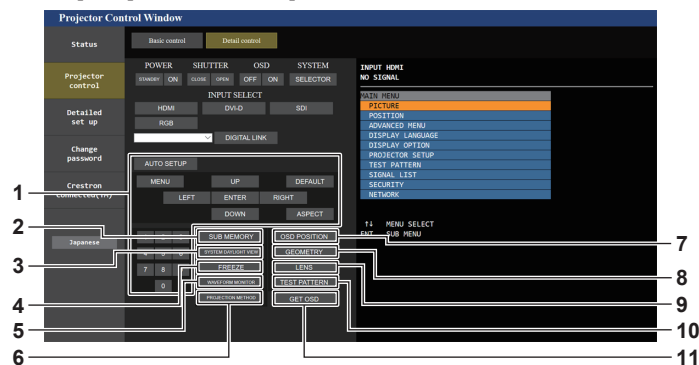 Projector Control Window
Status
Basic control
Detail control
POWER SHUTTER OSD SYSTEM
STANDBY ON CLOSE OPEN OFF ON SELECTOR
INPUT SELECT
HDMI DVI-D SDI
RGB
DIGITAL LINK
Projector
control
Detailed
set up
Change
password
Crestron
Connected(TM)
Japanese
AUTO SETUP
MENU UP DEFAULT
LEFT ENTER RIGHT
DOWN ASPECT
SUB MEMORY OSD POSITION
SYSTEM DAYLIGHT VIEW GEOMETRY
7 8 FREEZE LENS
0 WAVEFORM MONITOR TEST PATTERN
PROJECTION METHOD GET OSD
INPUT HDMI
NO SIGNAL
MAIN MENU
PICTURE
POSITION
ADVANCED MENU
DISPLAY LANGUAGE
DISPLAY OPTION
PROJECTOR SETUP
TEST PATTERN
SIGNAL LIST
SECURITY
NETWORK
↑↓ MENU SELECT
ENT SUB MENU
1
2
3
4
5
6
7
8
9
10
11